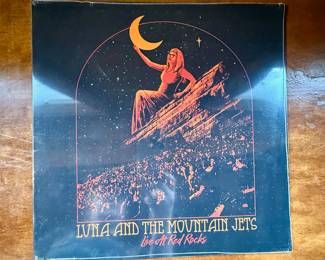 LUNA AND THE MOUNTAIN JETS
Live At Red Rocks